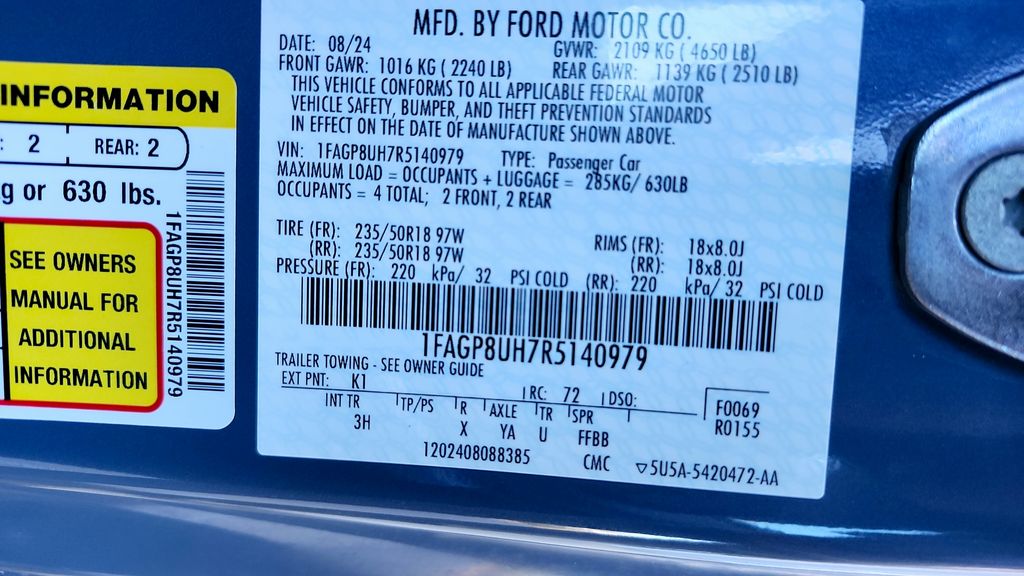 INFORMATION
: 2 REAR: 2
g or 630 lbs.
SEE OWNERS
MANUAL FOR
ADDITIONAL
INFORMATION
1FAGP8UH7R5140979
MFD. BY FORD MOTOR CO.
DATE: 08/24 GVWR: 2109 KG ( 4650 LB)
FRONT GAWR: 1016 KG ( 2240 LB) REAR GAWR: 1139 KG ( 2510 LB)
THIS VEHICLE CONFORMS TO ALL APPLICABLE FEDERAL MOTOR
VEHICLE SAFETY, BUMPER, AND THEFT PREVENTION STANDARDS
IN EFFECT ON THE DATE OF MANUFACTURE SHOWN ABOVE.
VIN: 1FAGP8UH7R5140979 TYPE: Passenger Car
MAXIMUM LOAD = OCCUPANTS + LUGGAGE = 285KG/ 630LB
OCCUPANTS = 4 TOTAL; 2 FRONT, 2 REAR
TIRE (FR): 235/50R18 97W RIMS (FR): 18x8.0J
(RR): 235/50R18 97W (RR): 18x8.0J
PRESSURE (FR): 220 kPa/ 32 PSI COLD (RR): 220 kPa/ 32 PSI COLD
1FAGP8UH7R5140979
TRAILER TOWING - SEE OWNER GUIDE
EXT PNT: K1 RC: 72 DSO:
INT TR TP/PS R AXLE TR SPR
3H X YA U FFBB
F0069
R0155
1202408088385 CMC ▽5U5A-5420472-AA